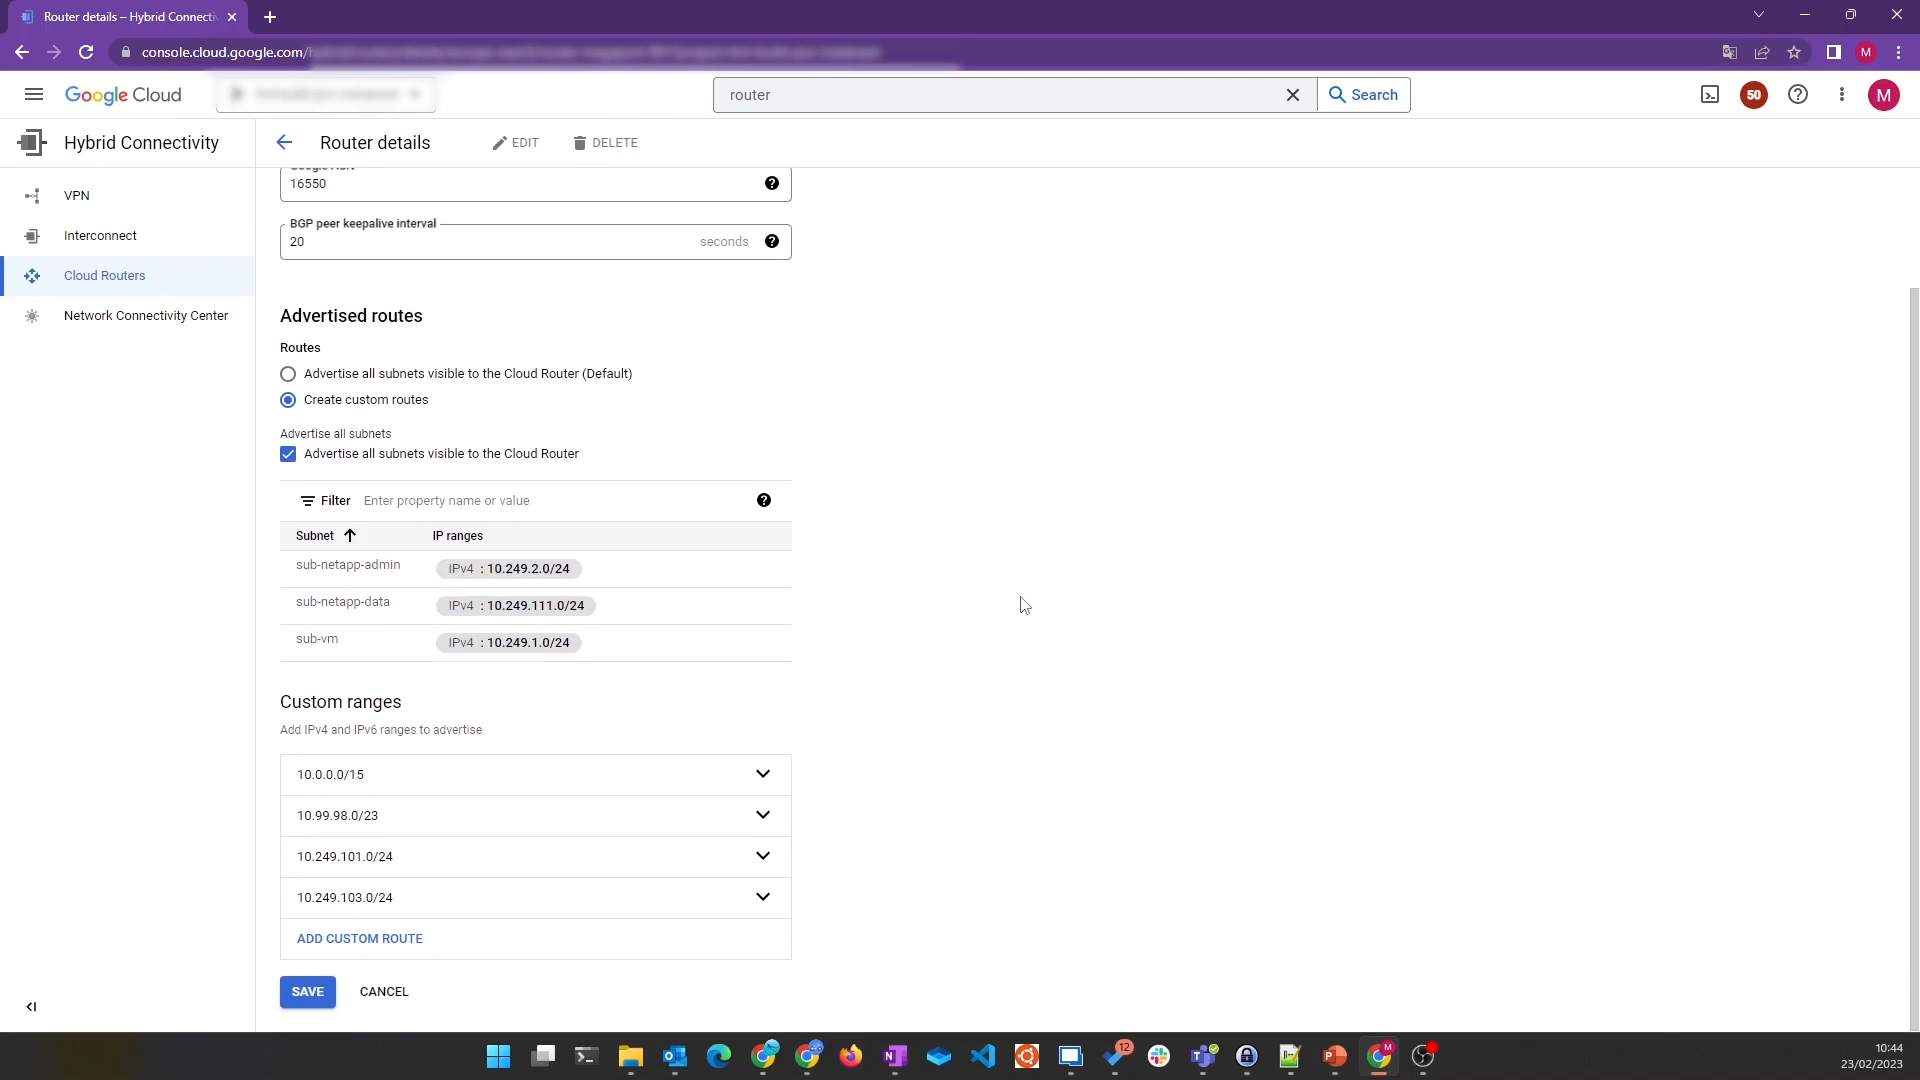 Router details – Hybrid Connecti
console.cloud.google.com/
Google Cloud
router
Search
50
M
Hybrid Connectivity
Router details
EDIT
DELETE
VPN
Interconnect
Cloud Routers
Network Connectivity Center
16550
BGP peer keepalive interval
20
seconds
Advertised routes
Routes
Advertise all subnets visible to the Cloud Router (Default)
Create custom routes
Advertise all subnets
Advertise all subnets visible to the Cloud Router
Filter Enter property name or value
Subnet IP ranges
sub-netapp-admin IPv4 : 10.249.2.0/24
sub-netapp-data IPv4 : 10.249.111.0/24
sub-vm IPv4 : 10.249.1.0/24
Custom ranges
Add IPv4 and IPv6 ranges to advertise
10.0.0.0/15
10.99.98.0/23
10.249.101.0/24
10.249.103.0/24
ADD CUSTOM ROUTE
SAVE CANCEL
12
10:44
23/02/2023